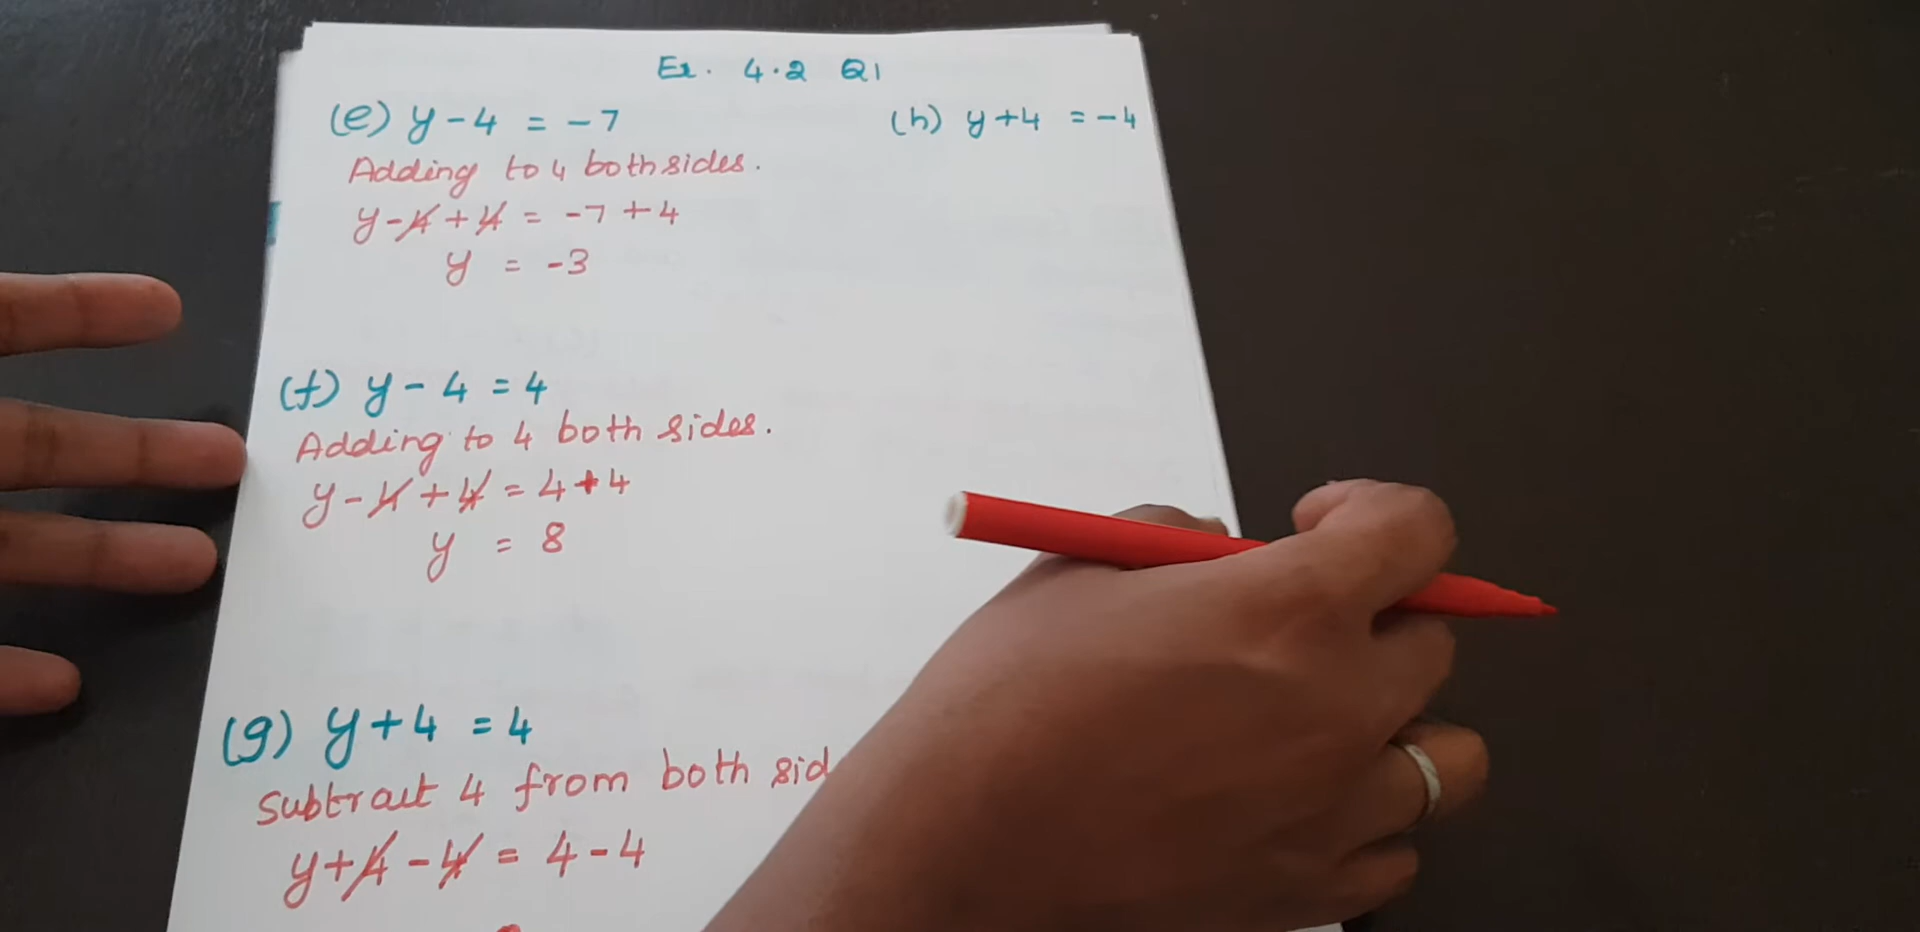 Ex. 4.2 Q1
(e) y - 4 = -7
Adding to 4 both sides.
y - 4 + 4 = -7 + 4
y = -3
(f) y - 4 = 4
Adding to 4 both sides.
y - 4 + 4 = 4 + 4
y = 8
(g) y + 4 = 4
Subtract 4 from both sid
y + 4 - 4 = 4 - 4
(h) y + 4 = -4